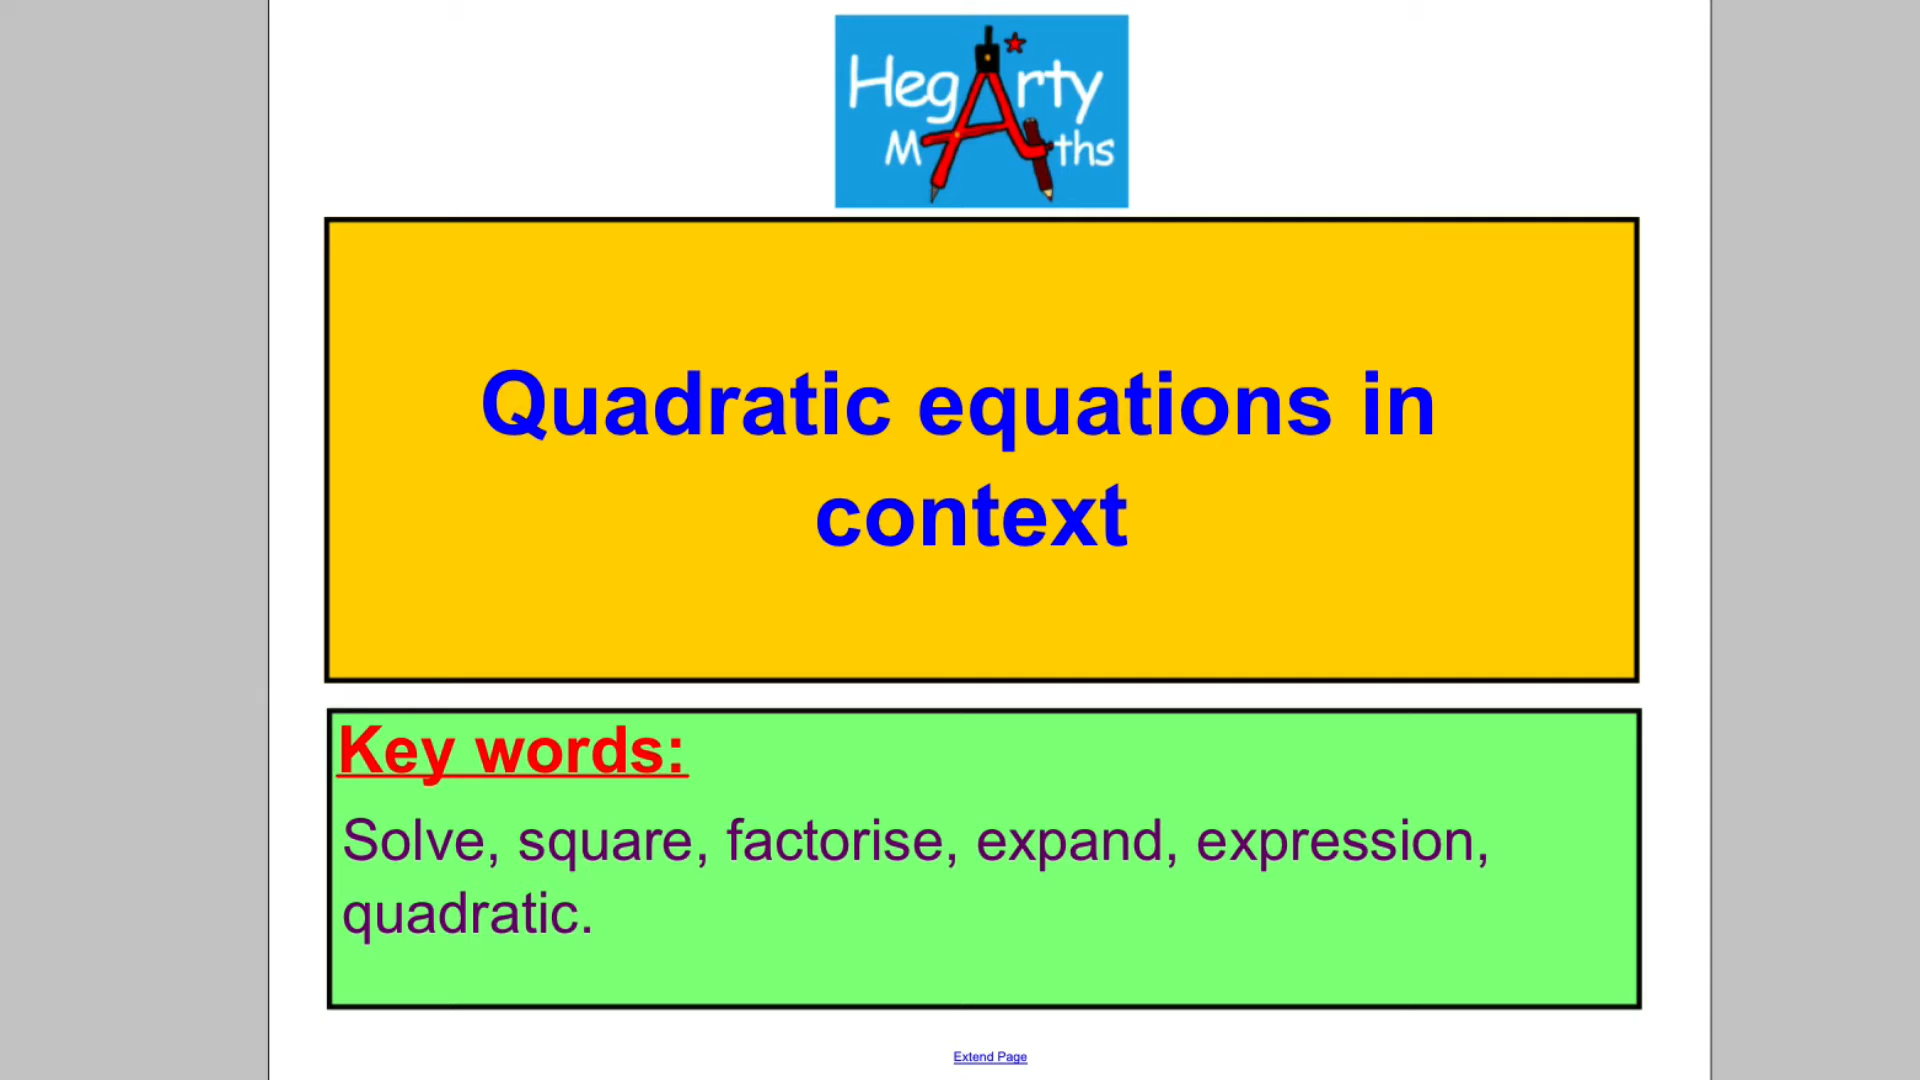 HegArty
MAths
Quadratic equations in
context
Key words:
Solve, square, factorise, expand, expression,
quadratic.
Extend Page